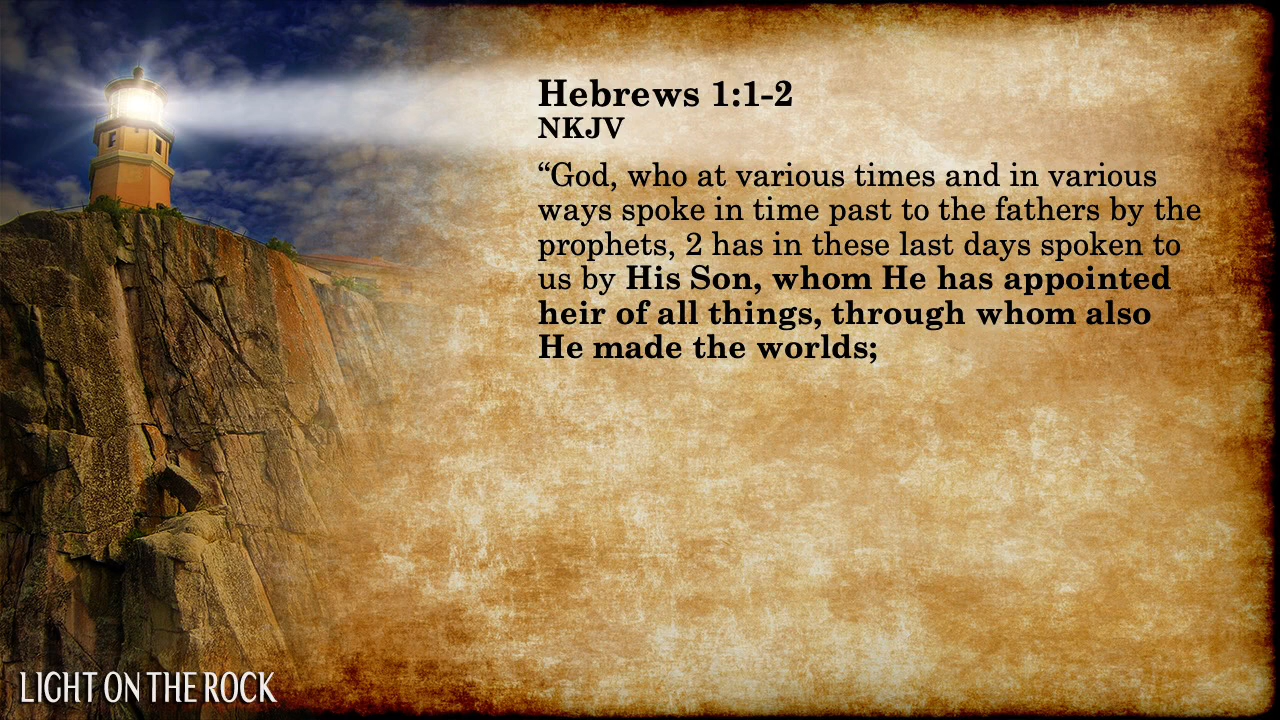 Hebrews 1:1-2
NKJV
“God, who at various times and in various
ways spoke in time past to the fathers by the
prophets, 2 has in these last days spoken to
us by His Son, whom He has appointed
heir of all things, through whom also
He made the worlds;
LIGHT ON THE ROCK